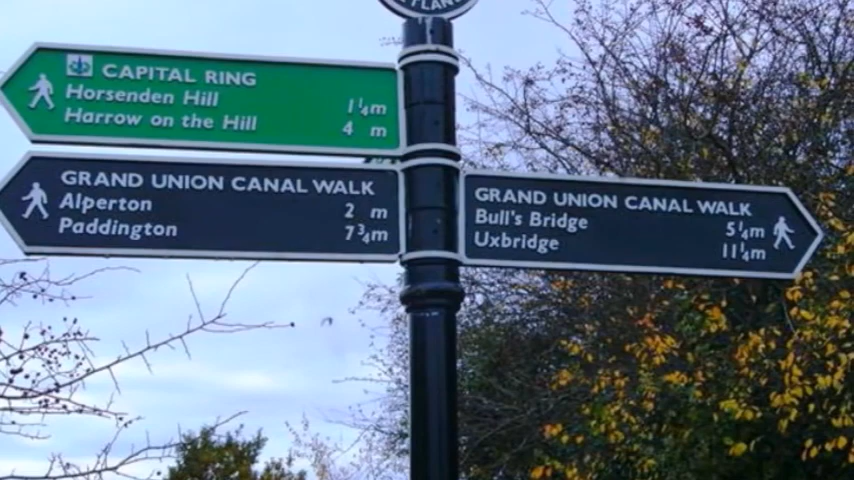 CAPITAL RING
Horsenden Hill 1¼m
Harrow on the Hill 4 m
GRAND UNION CANAL WALK
Alperton 2 m
Paddington 7¾m
GRAND UNION CANAL WALK
Bull's Bridge 5¼m
Uxbridge 11¼m